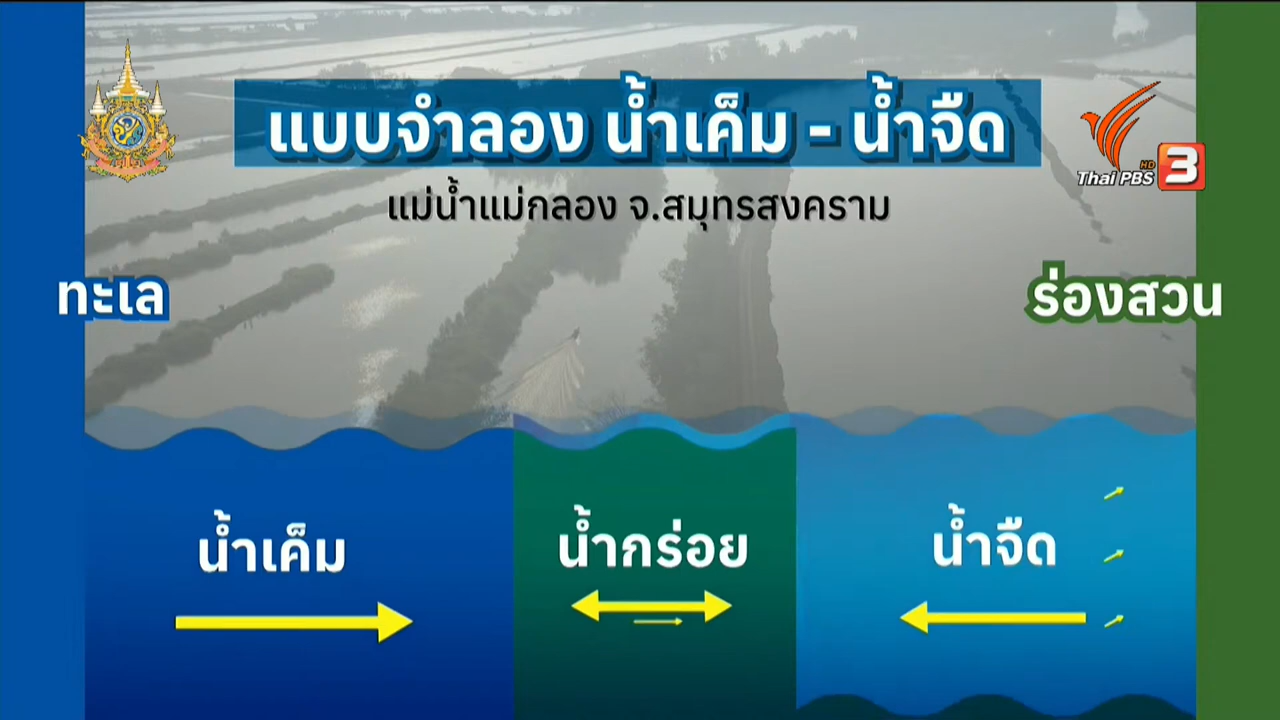 แบบจำลอง น้ำเค็ม - น้ำจืด
แม่น้ำแม่กลอง จ.สมุทรสงคราม
HD
Thai PBS 3
ทะเล
ร่องสวน
น้ำเค็ม
น้ำกร่อย
น้ำจืด